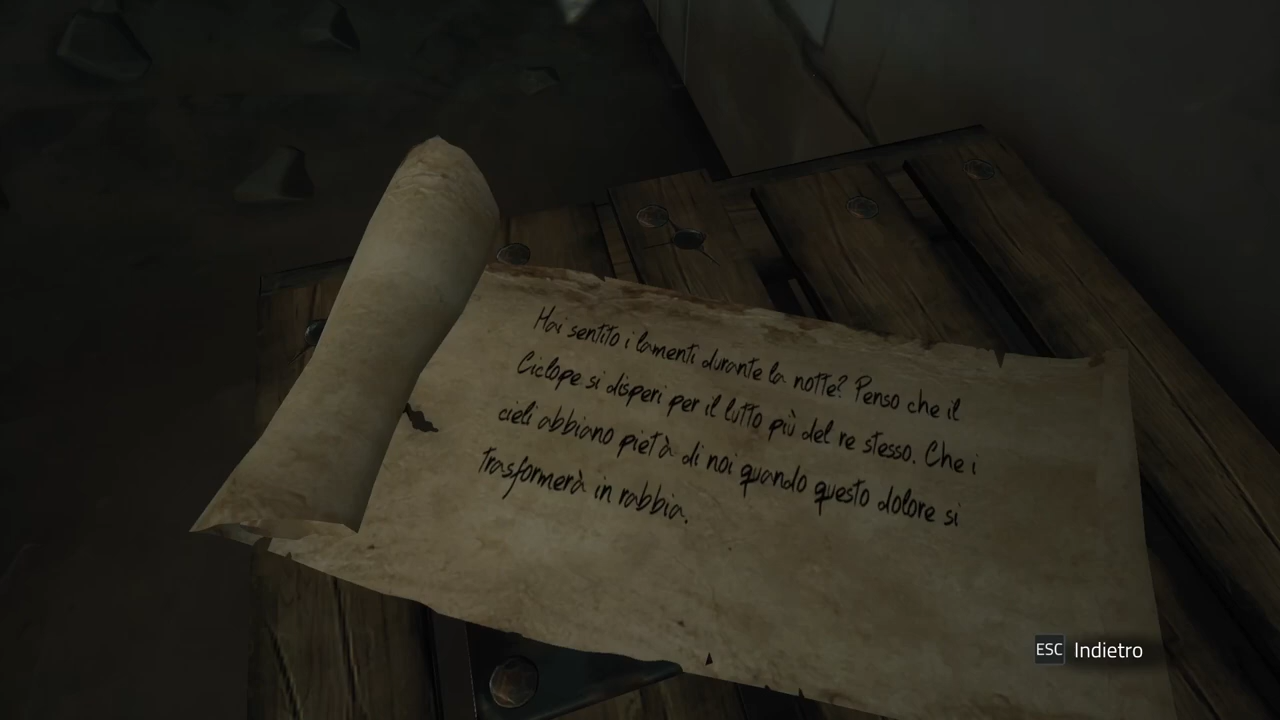 Hai sentito i lamenti durante la notte? Penso che il
Ciclope si disperi per il lutto più del re stesso. Che i
cieli abbiano pietà di noi quando questo dolore si
trasformerà in rabbia.
ESC Indietro